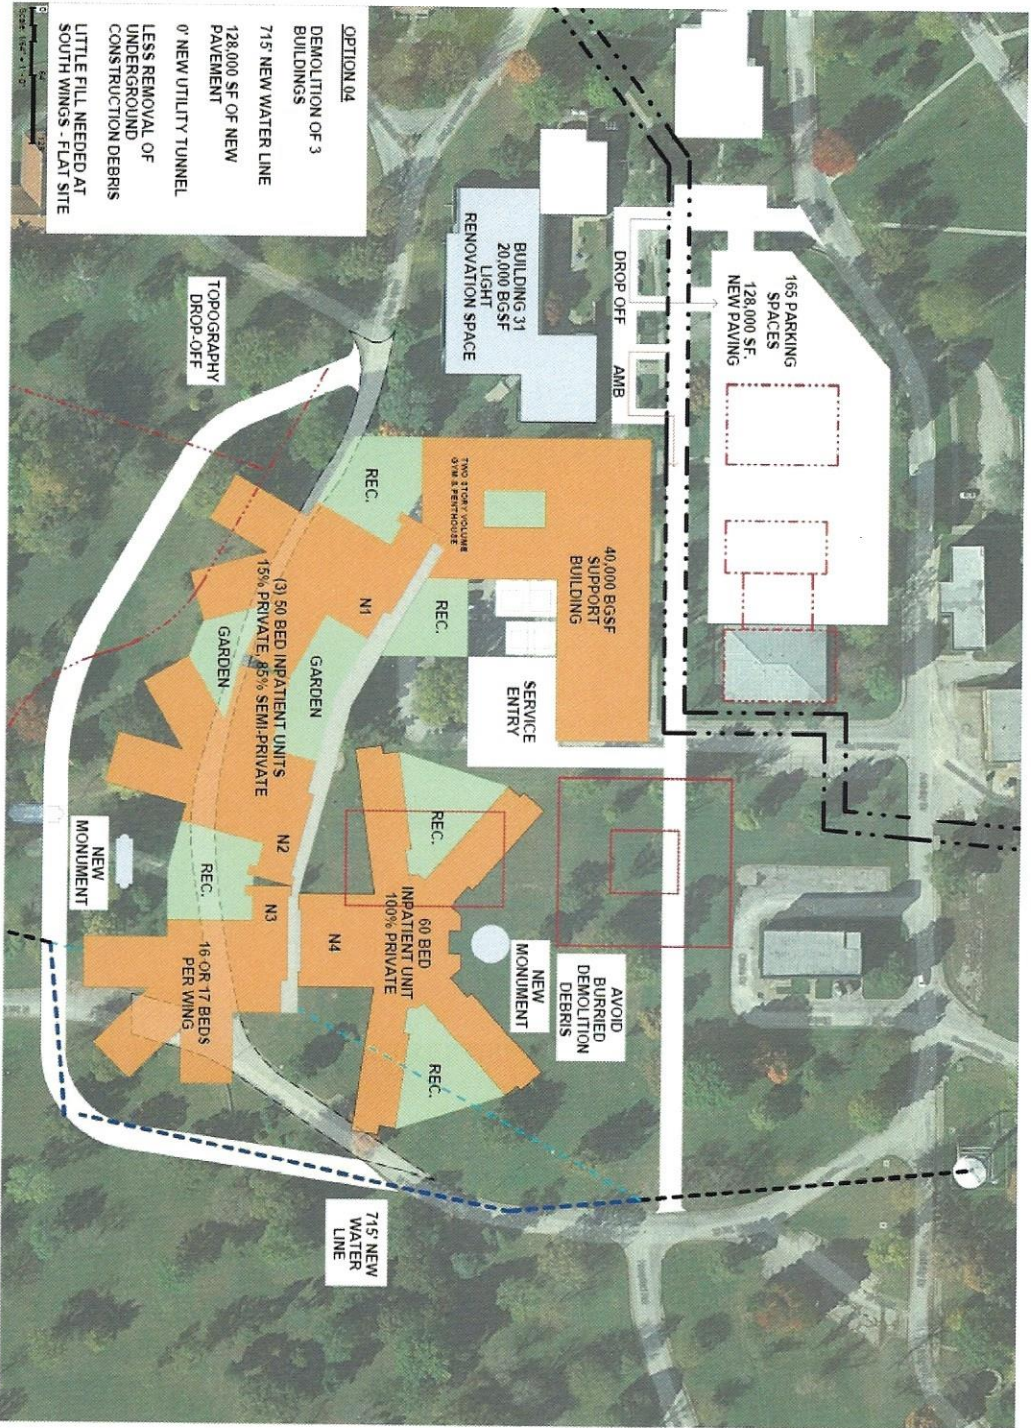 OPTION 04
DEMOLITION OF 3
BUILDINGS
715' NEW WATER LINE
128,000 SF OF NEW
PAVEMENT
0' NEW UTILITY TUNNEL
LESS REMOVAL OF
UNDERGROUND
CONSTRUCTION DEBRIS
LITTLE FILL NEEDED AT
SOUTH WINGS - FLAT SITE
165 PARKING
SPACES
128,000 SF.
NEW PAVING
DROP OFF
AMB
BUILDING 31
20,000 BGSF
LIGHT
RENOVATION SPACE
TOPOGRAPHY
DROP-OFF
40,000 BGSF
SUPPORT
BUILDING
TWO STORY VOLUME
GYM & PENTHOUSE
REC.
REC.
SERVICE
ENTRY
N1
GARDEN
(3) 50 BED INPATIENT UNITS
15% PRIVATE, 85% SEMI-PRIVATE
GARDEN
N2
REC.
N3
N4
REC.
60 BED
INPATIENT UNIT
100% PRIVATE
REC.
16 OR 17 BEDS
PER WING
NEW
MONUMENT
NEW
MONUMENT
AVOID
BURRIED
DEMOLITION
DEBRIS
715' NEW
WATER
LINE